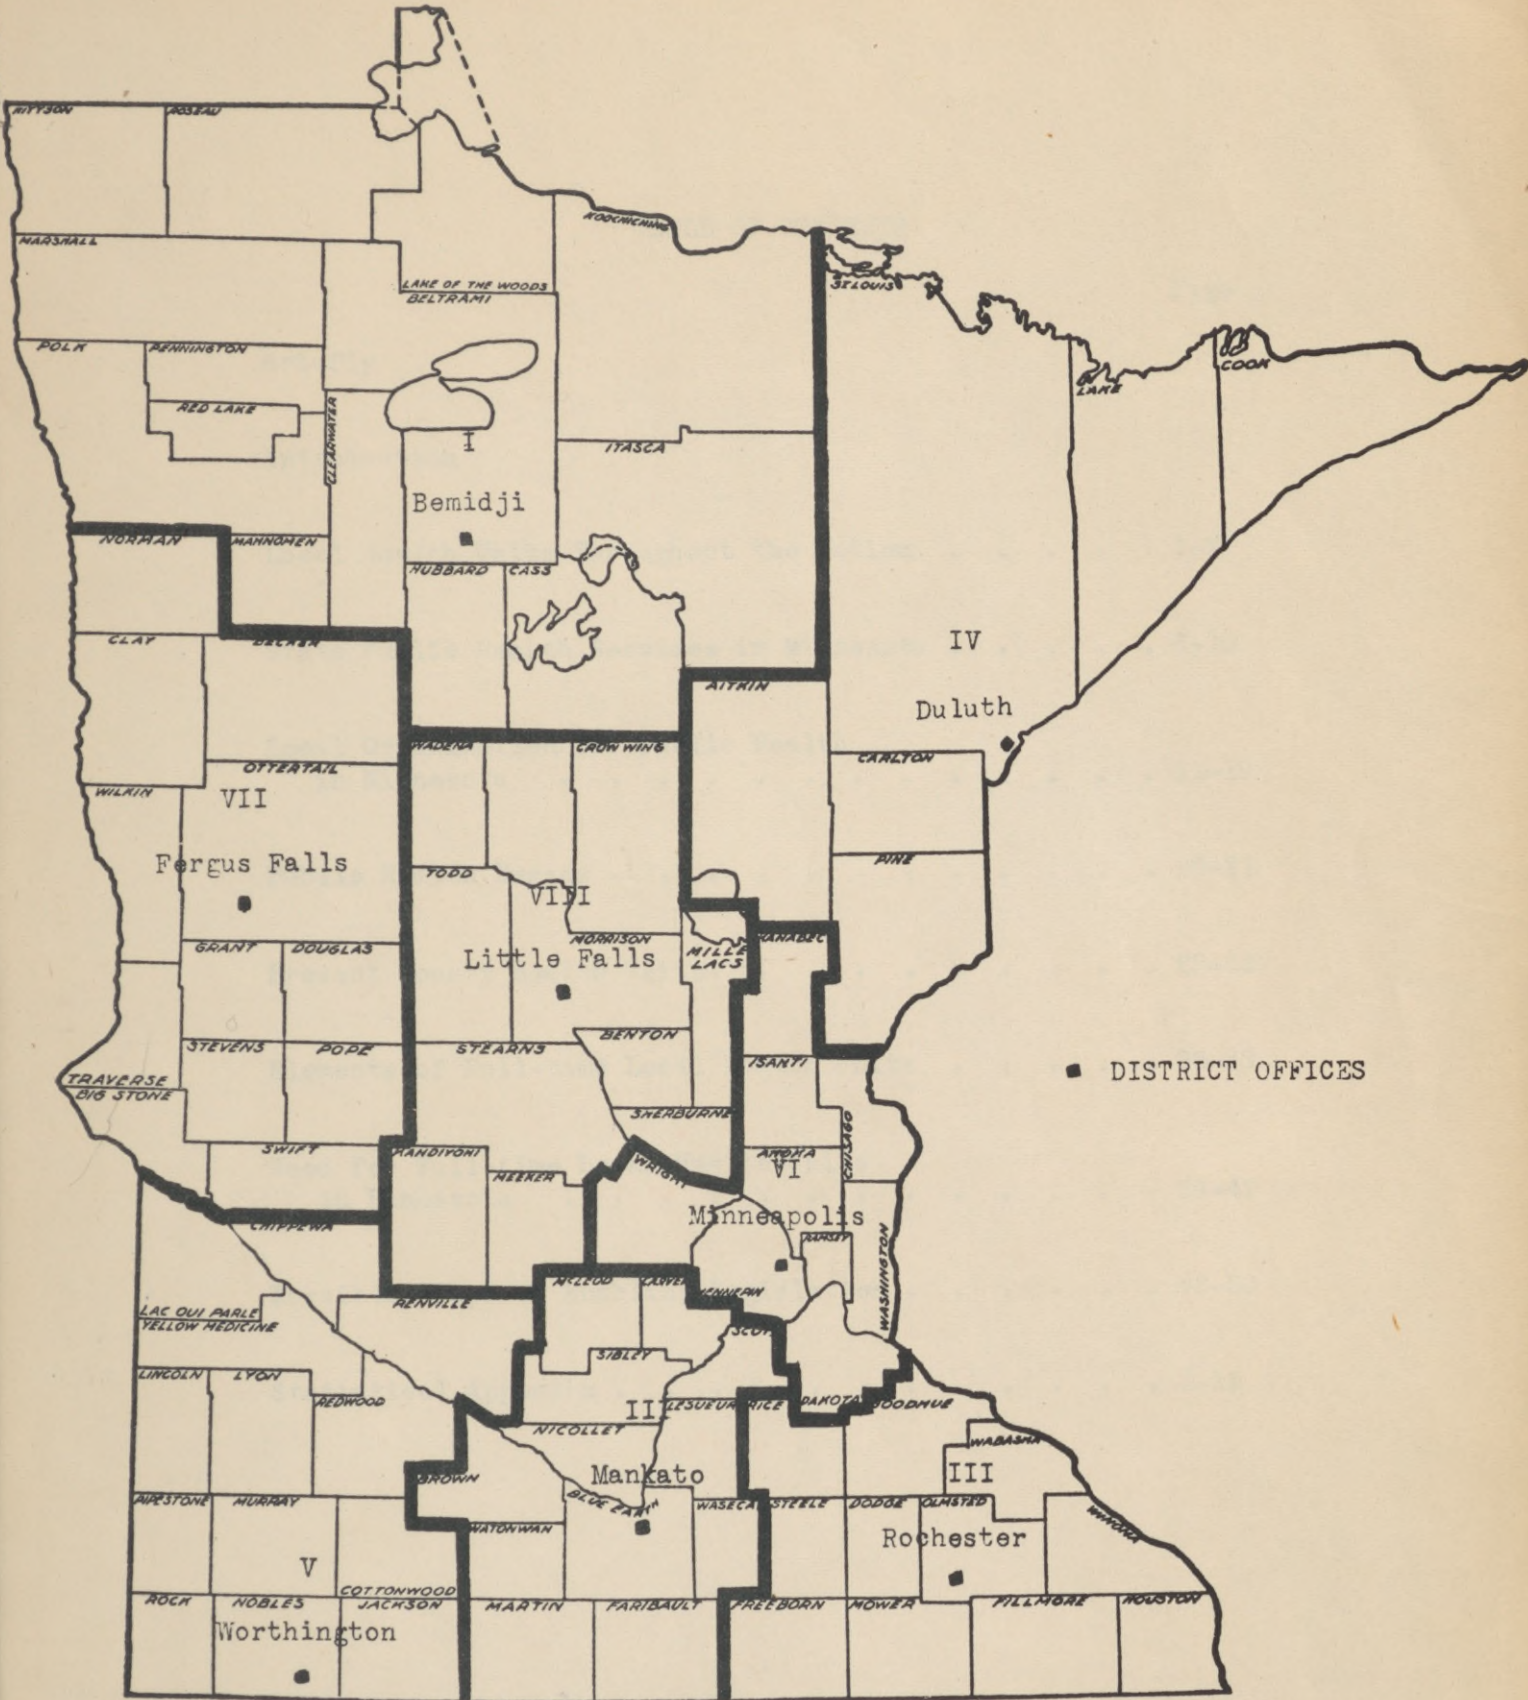 KITTSON
ROSEAU
KOOCHICHING
MARSHALL
LAKE OF THE WOODS
BELTRAMI
ST. LOUIS
POLK
PENNINGTON
LAKE
COOK
RED LAKE
CLEARWATER
I
ITASCA
Bemidji
NORMAN
MAHNOMEN
HUBBARD
CASS
CLAY
BECKER
IV
AITKIN
Duluth
WADENA
CROW WING
CARLTON
OTTERTAIL
WILKIN
VII
Fergus Falls
PINE
TODD
VIII
MORRISON
KANABEC
GRANT
DOUGLAS
Little Falls
MILLE
LACS
BENTON
STEVENS
POPE
STEARNS
ISANTI
TRAVERSE
BIG STONE
■ DISTRICT OFFICES
SHERBURNE
CHISAGO
SWIFT
KANDIYOHI
MEEKER
WRIGHT
ANOKA
VI
CHIPPEWA
Minneapolis
RAMSEY
WASHINGTON
MCLEOD
CARVER
HENNEPIN
LAC QUI PARLE
YELLOW MEDICINE
RENVILLE
SCOTT
SIBLEY
LINCOLN
LYON
REDWOOD
III
LESUEUR
RICE
DAKOTA
GOODHUE
NICOLLET
WABASHA
BROWN
Mankato
III
PIPESTONE
MURRAY
BLUE EARTH
WASECA
STEELE
DODGE
OLMSTED
WINONA
WATONWAN
Rochester
V
COTTONWOOD
ROCK
NOBLES
JACKSON
MARTIN
FARIBAULT
FREEBORN
MOWER
FILLMORE
HOUSTON
Worthington